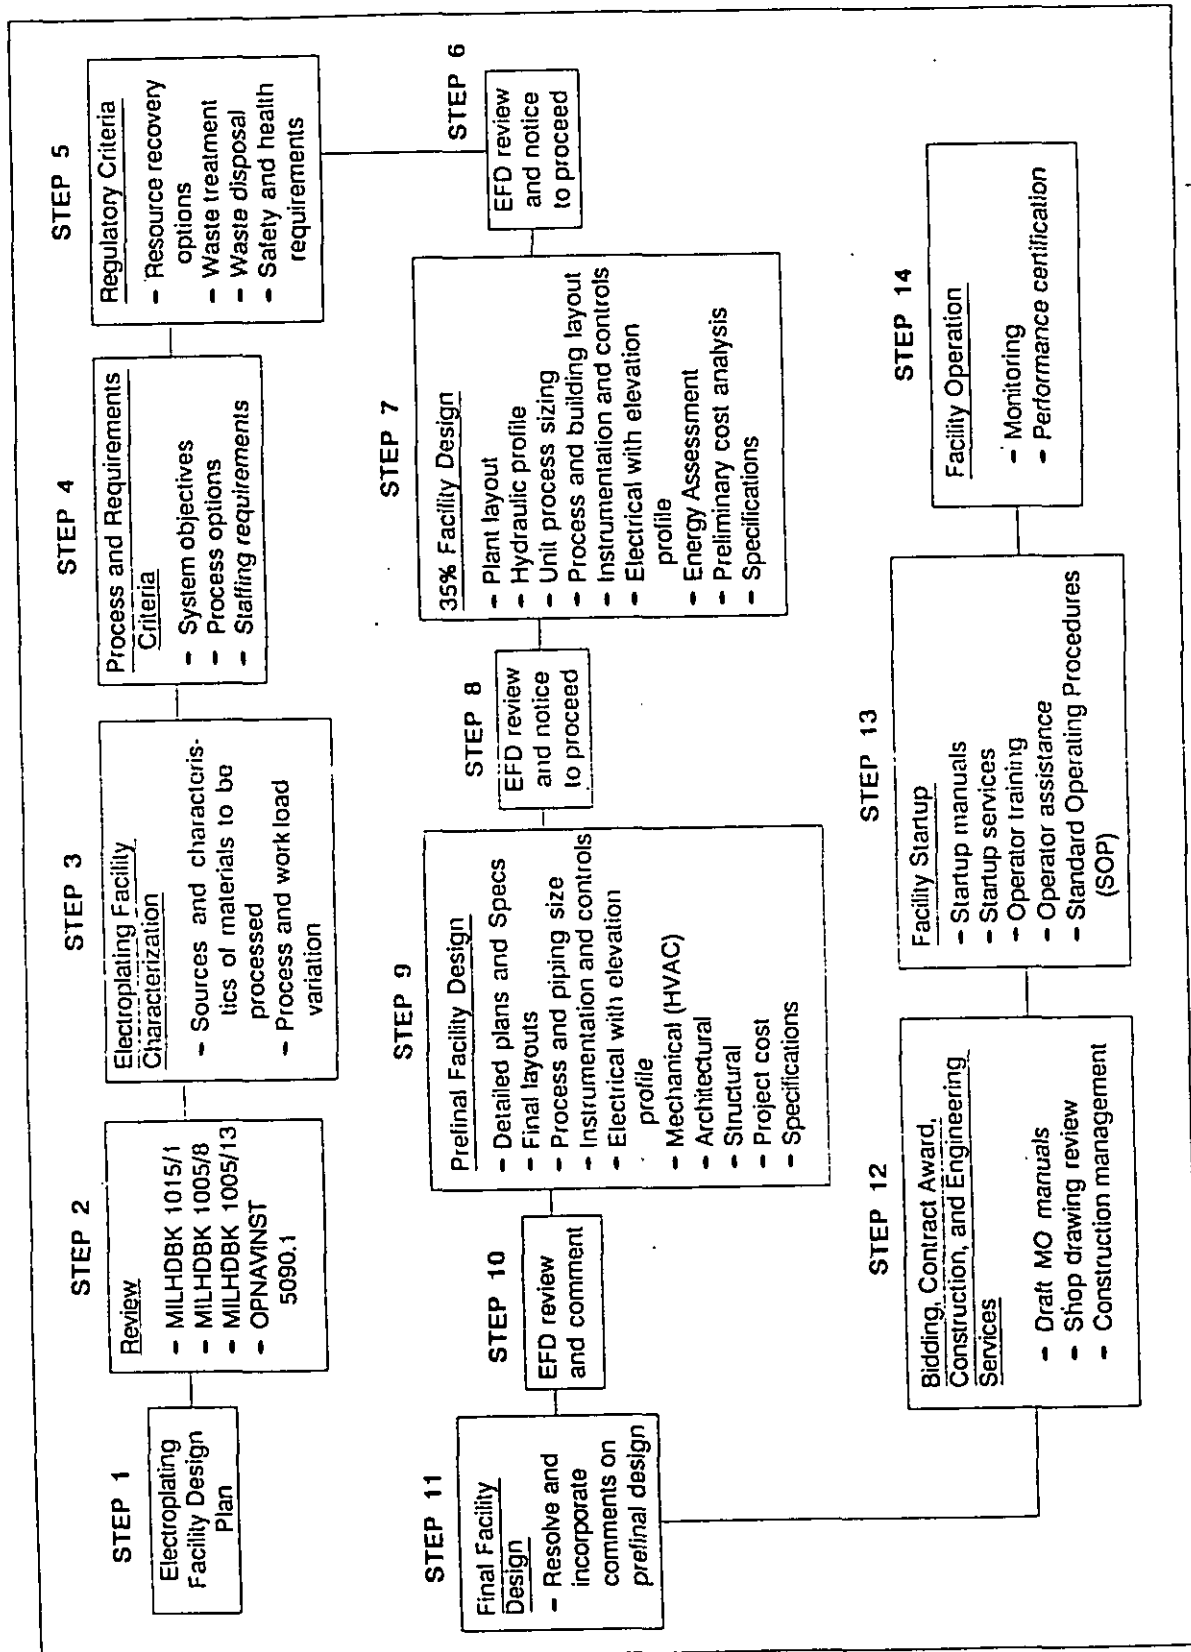 STEP 1
Electroplating
Facility Design
Plan
STEP 2
Review
- MILHDBK 1015/1
- MILHDBK 1005/8
- MILHDBK 1005/13
- OPNAVINST
5090.1
STEP 3
Electroplating Facility
Characterization
- Sources and charactoris-
tics of materials to be
processed
- Process and workload
variation
STEP 4
Process and Requirements
Criteria
- System objectives
- Process options
- Staffing requirements
STEP 5
Regulatory Criteria
- Resource recovery
options
- Waste treatment
- Waste disposal
- Safety and health
requirements
STEP 6
EFD review
and notice
to proceed
STEP 7
35% Facility Design
- Plant layout
- Hydraulic profile
- Unit process sizing
- Process and building layout
- Instrumentation and controls
- Electrical with elevation
profile
- Energy Assessment
- Preliminary cost analysis
- Specifications
STEP 8
EFD review
and notice
to proceed
STEP 9
Prefinal Facility Design
- Detailed plans and Specs
- Final layouts
- Process and piping size
- Instrumentation and controls
- Electrical with elevation
profile
- Mechanical (HVAC)
- Architectural
- Structural
- Project cost
- Specifications
STEP 10
EFD review
and comment
STEP 11
Final Facility
Design
- Resolve and
incorporate
comments on
prefinal design
STEP 12
Bidding, Contract Award,
Construction, and Engineering
Services
- Draft MO manuals
- Shop drawing review
- Construction management
STEP 13
Facility Startup
- Startup manuals
- Startup services
- Operator training
- Operator assistance
- Standard Operating Procedures
(SOP)
STEP 14
Facility Operation
- Monitoring
- Performance certification